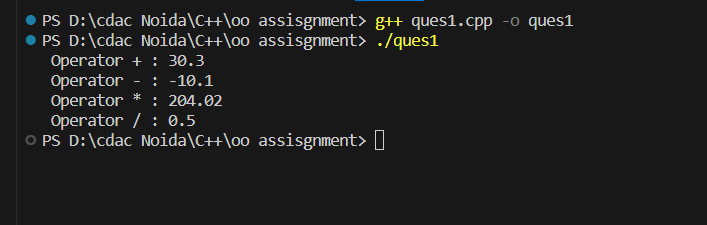 PS D:\cdac Noida\C++\oo assisgnment> g++ ques1.cpp -o ques1
PS D:\cdac Noida\C++\oo assisgnment> ./ques1
Operator + : 30.3
Operator - : -10.1
Operator * : 204.02
Operator / : 0.5
PS D:\cdac Noida\C++\oo assisgnment>